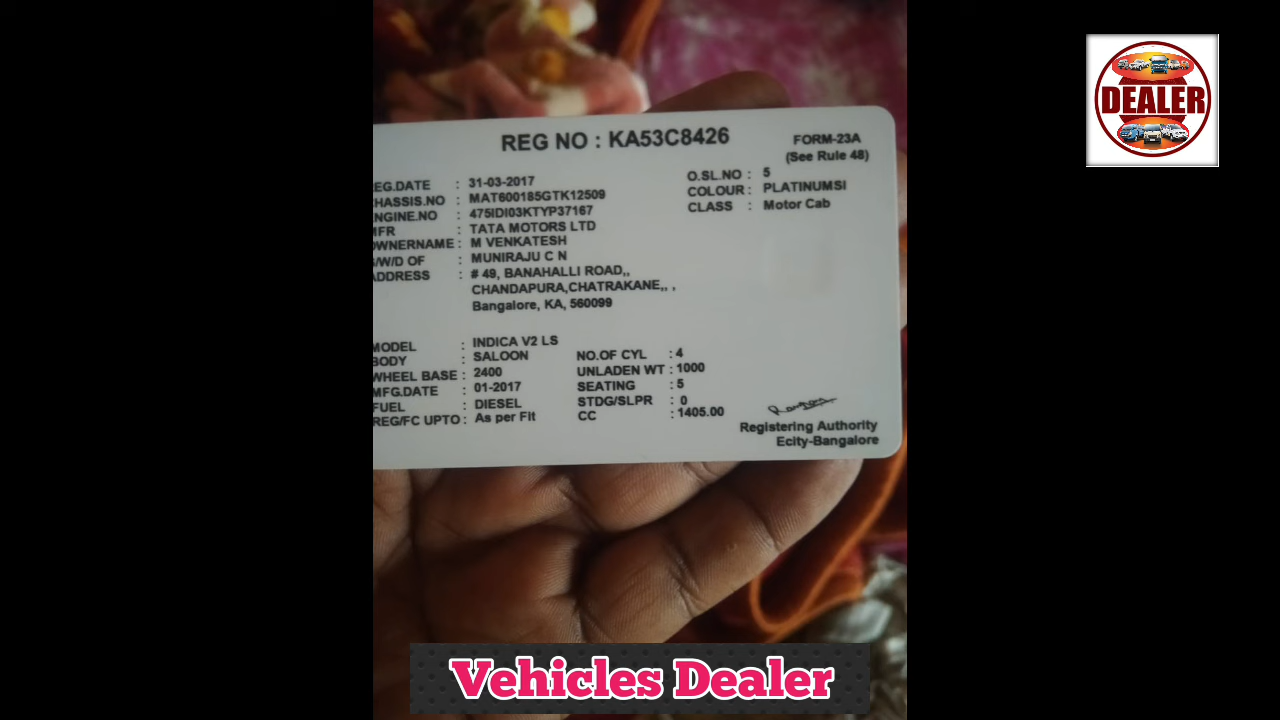 REG NO : KA53C8426
FORM-23A
(See Rule 48)
EG.DATE : 31-03-2017
HASSIS.NO : MAT600185GTK12509
NGINE.NO : 475IDI03KTYP37167
MFR : TATA MOTORS LTD
OWNERNAME : M VENKATESH
S/W/D OF : MUNIRAJU C N
ADDRESS : # 49, BANAHALLI ROAD,,
CHANDAPURA,CHATRAKANE,, ,
Bangalore, KA, 560099
O.SL.NO : 5
COLOUR : PLATINUMSI
CLASS : Motor Cab
MODEL : INDICA V2 LS
BODY : SALOON
WHEEL BASE : 2400
MFG.DATE : 01-2017
FUEL : DIESEL
REG/FC UPTO : As per Fit
NO.OF CYL : 4
UNLADEN WT : 1000
SEATING : 5
STDG/SLPR : 0
CC : 1405.00
Registering Authority
Ecity-Bangalore
DEALER
Vehicles Dealer